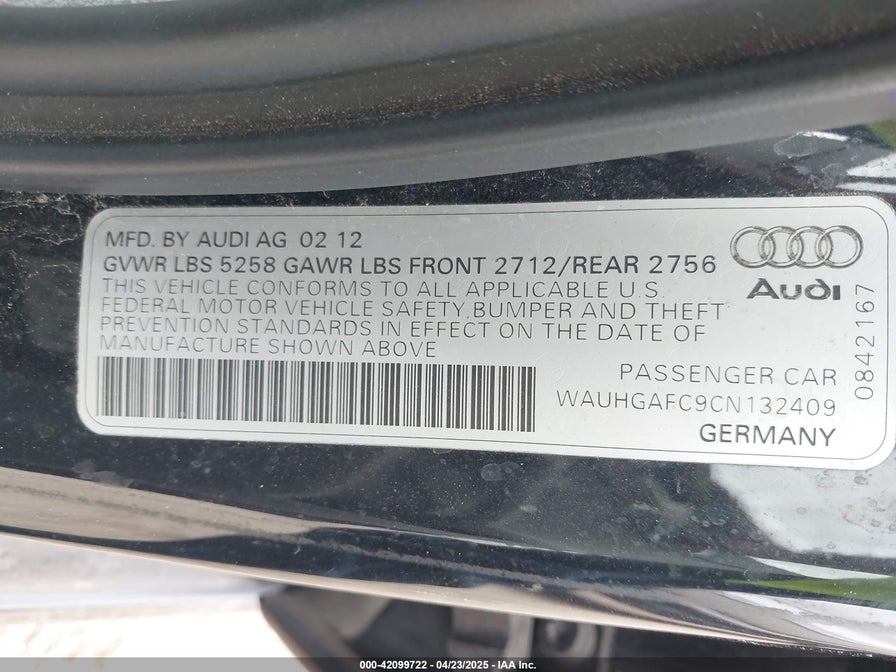 MFD. BY AUDI AG 02 12
GVWR LBS 5258 GAWR LBS FRONT 2712/REAR 2756
THIS VEHICLE CONFORMS TO ALL APPLICABLE U.S.
FEDERAL MOTOR VEHICLE SAFETY, BUMPER AND THEFT
PREVENTION STANDARDS IN EFFECT ON THE DATE OF
MANUFACTURE SHOWN ABOVE
Audi
0842167
PASSENGER CAR
WAUHGAFC9CN132409
GERMANY
000-42099722 - 04/23/2025 - IAA Inc.